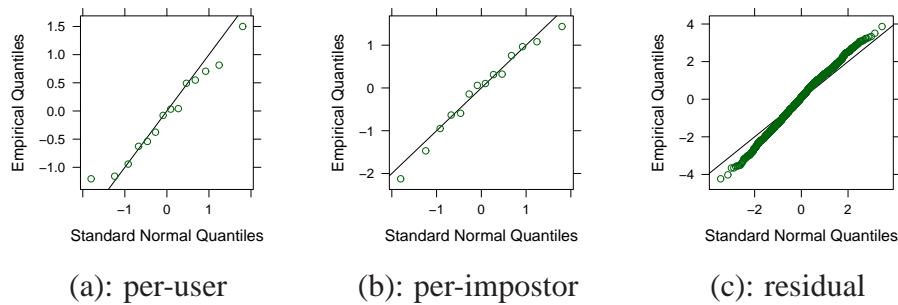 Empirical Quantiles
1.5
1.0
0.5
0.0
−0.5
−1.0
−1 0 1
Standard Normal Quantiles
(a): per-user
Empirical Quantiles
1
0
−1
−2
−1 0 1
Standard Normal Quantiles
(b): per-impostor
Empirical Quantiles
4
2
0
−2
−4
−2 0 2
Standard Normal Quantiles
(c): residual